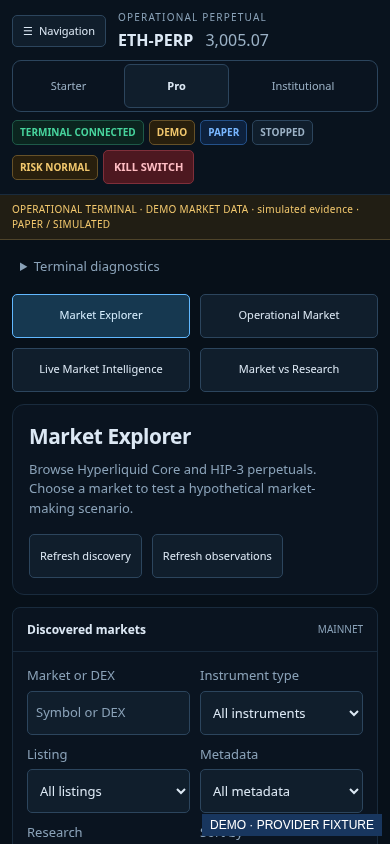 ☰ Navigation
OPERATIONAL PERPETUAL
ETH-PERP 3,005.07
Starter
Pro
Institutional
TERMINAL CONNECTED
DEMO
PAPER
STOPPED
RISK NORMAL
KILL SWITCH
OPERATIONAL TERMINAL · DEMO MARKET DATA · simulated evidence ·
PAPER / SIMULATED
▶ Terminal diagnostics
Market Explorer
Operational Market
Live Market Intelligence
Market vs Research
Market Explorer
Browse Hyperliquid Core and HIP-3 perpetuals.
Choose a market to test a hypothetical market-
making scenario.
Refresh discovery
Refresh observations
Discovered markets
MAINNET
Market or DEX
Instrument type
Symbol or DEX
All instruments
Listing
Metadata
All listings
All metadata
Research
Sort by
DEMO · PROVIDER FIXTURE